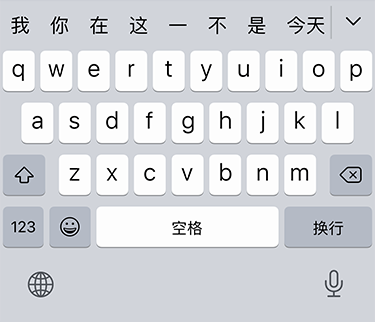 我 你 在 这 一 不 是 今天
q w e r t y u i o p
a s d f g h j k l
z x c v b n m
123 空格 换行